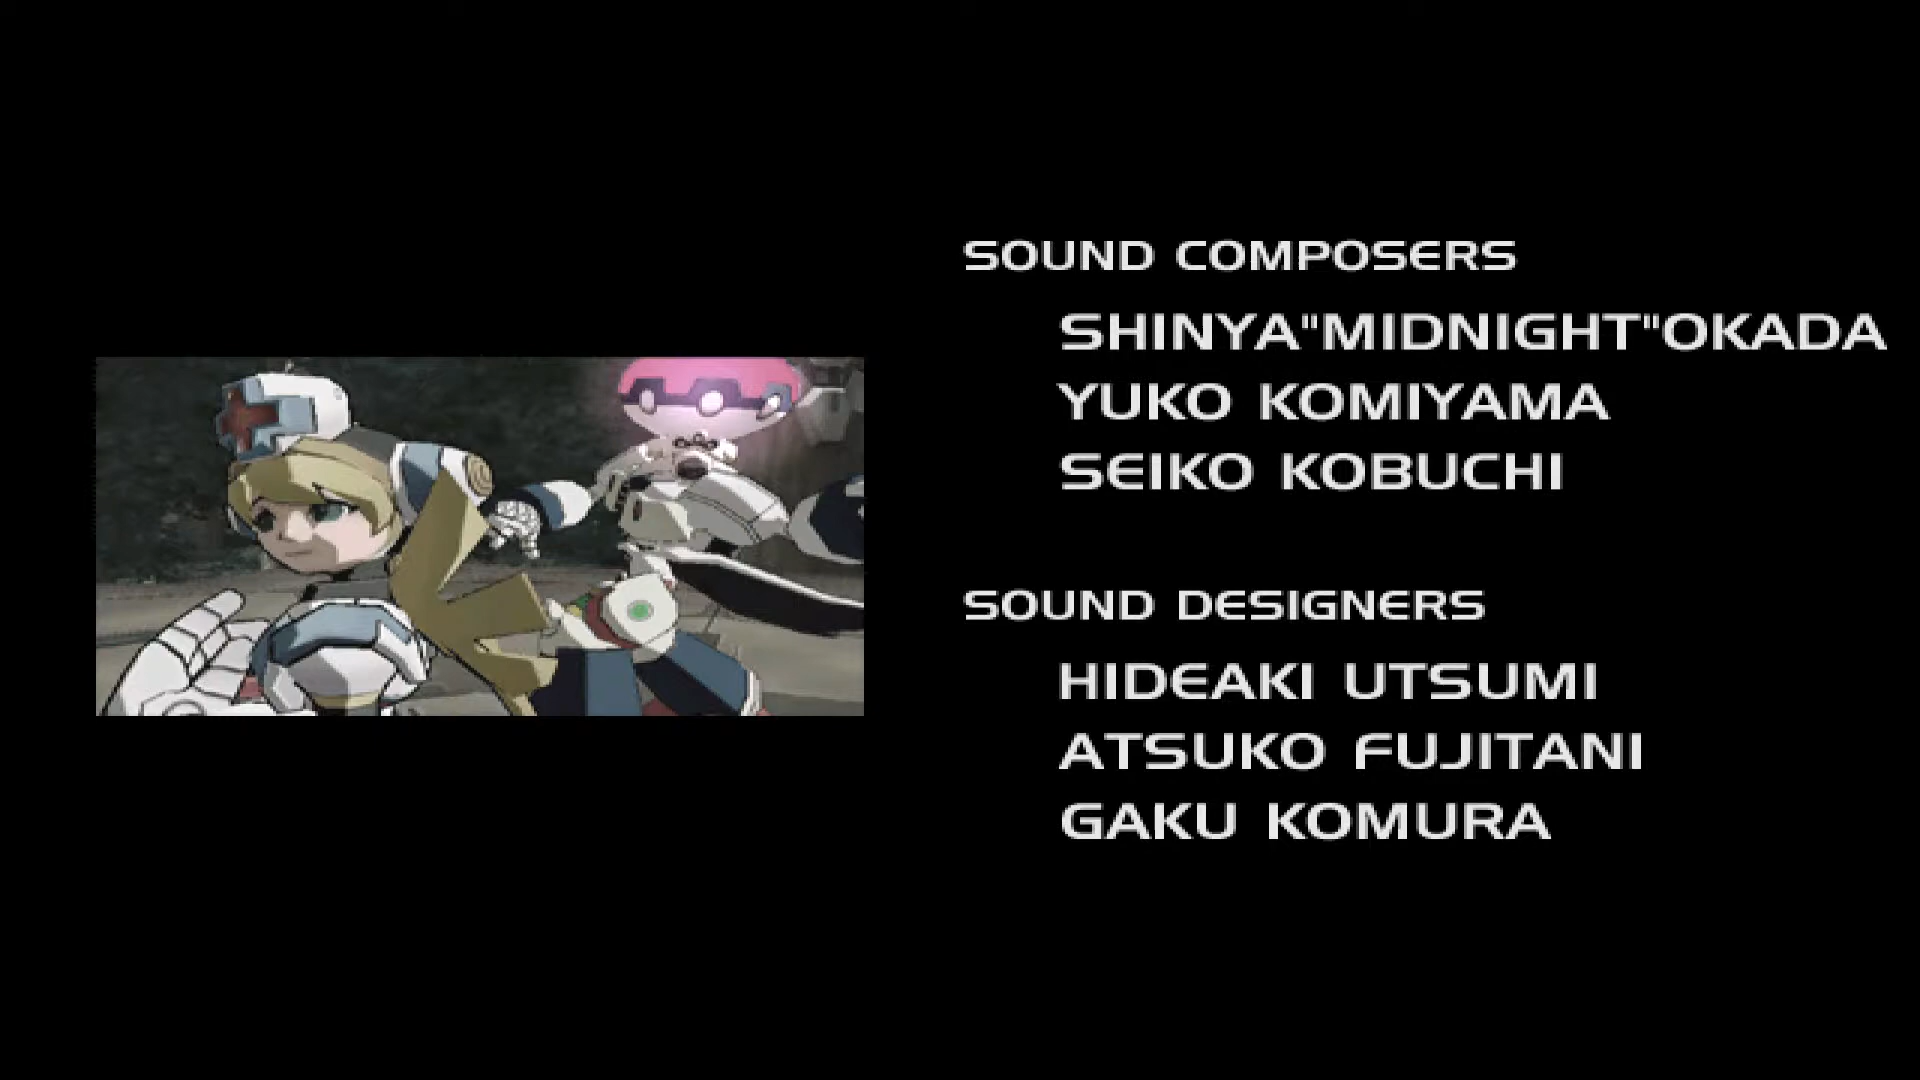 SOUND COMPOSERS
SHINYA"MIDNIGHT"OKADA
YUKO KOMIYAMA
SEIKO KOBUCHI
SOUND DESIGNERS
HIDEAKI UTSUMI
ATSUKO FUJITANI
GAKU KOMURA